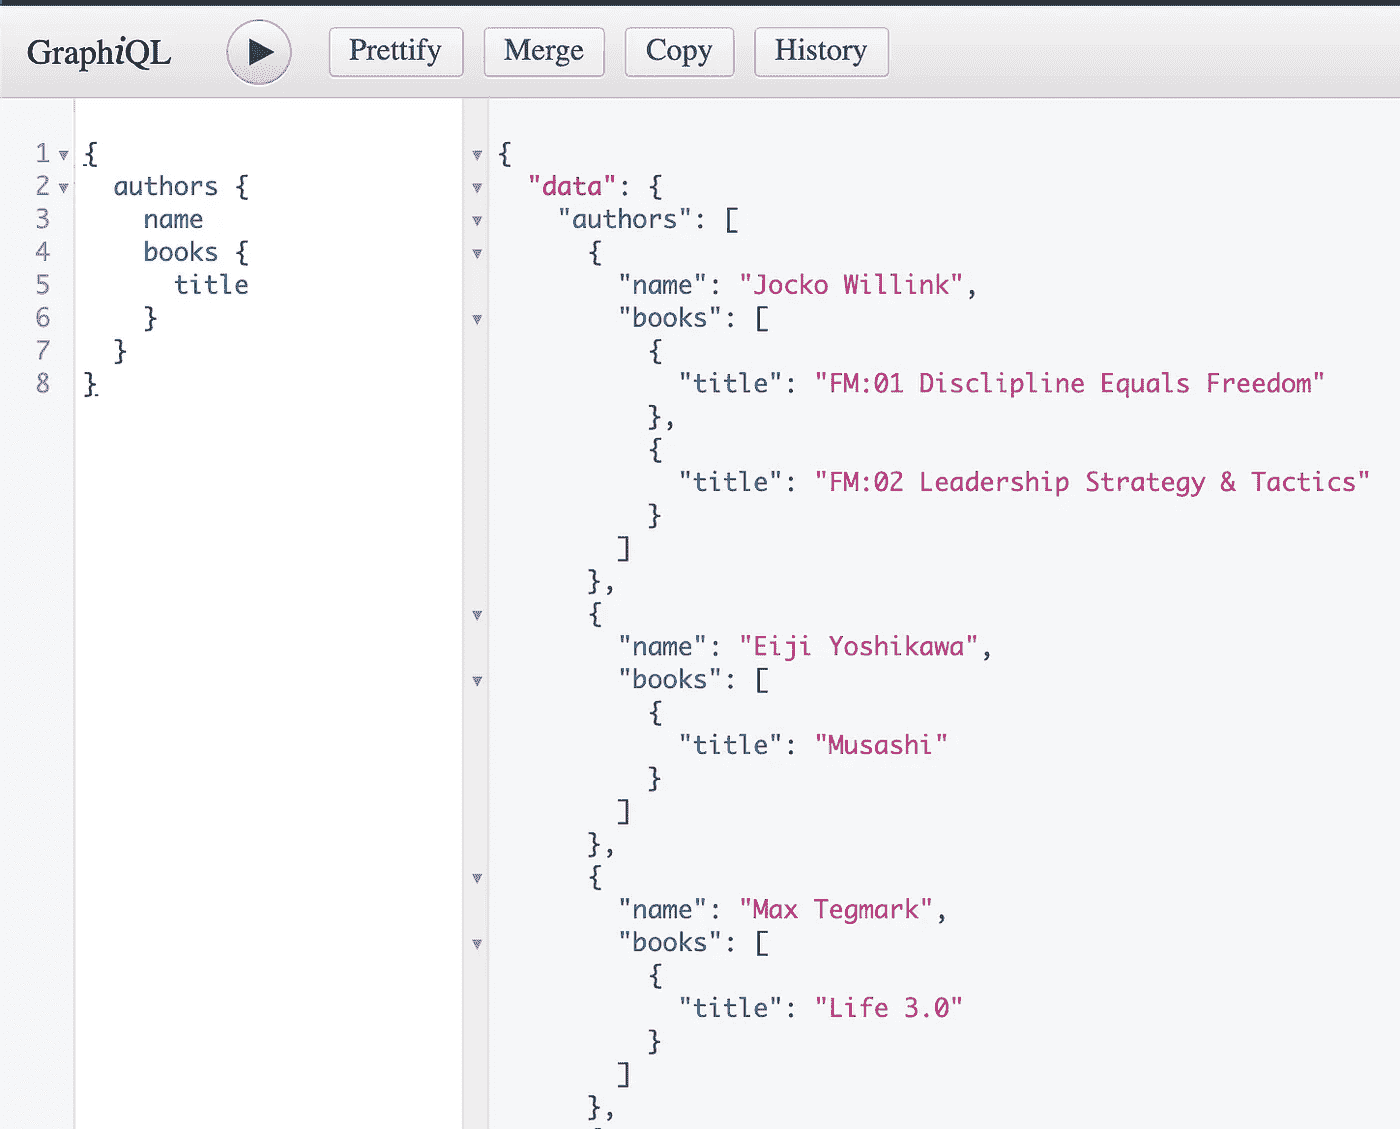 GraphiQL Prettify Merge Copy History
1 {
2 authors {
3 name
4 books {
5 title
6 }
7 }
8 }
{
"data": {
"authors": [
{
"name": "Jocko Willink",
"books": [
{
"title": "FM:01 Disclipline Equals Freedom"
},
{
"title": "FM:02 Leadership Strategy & Tactics"
}
]
},
{
"name": "Eiji Yoshikawa",
"books": [
{
"title": "Musashi"
}
]
},
{
"name": "Max Tegmark",
"books": [
{
"title": "Life 3.0"
}
]
},